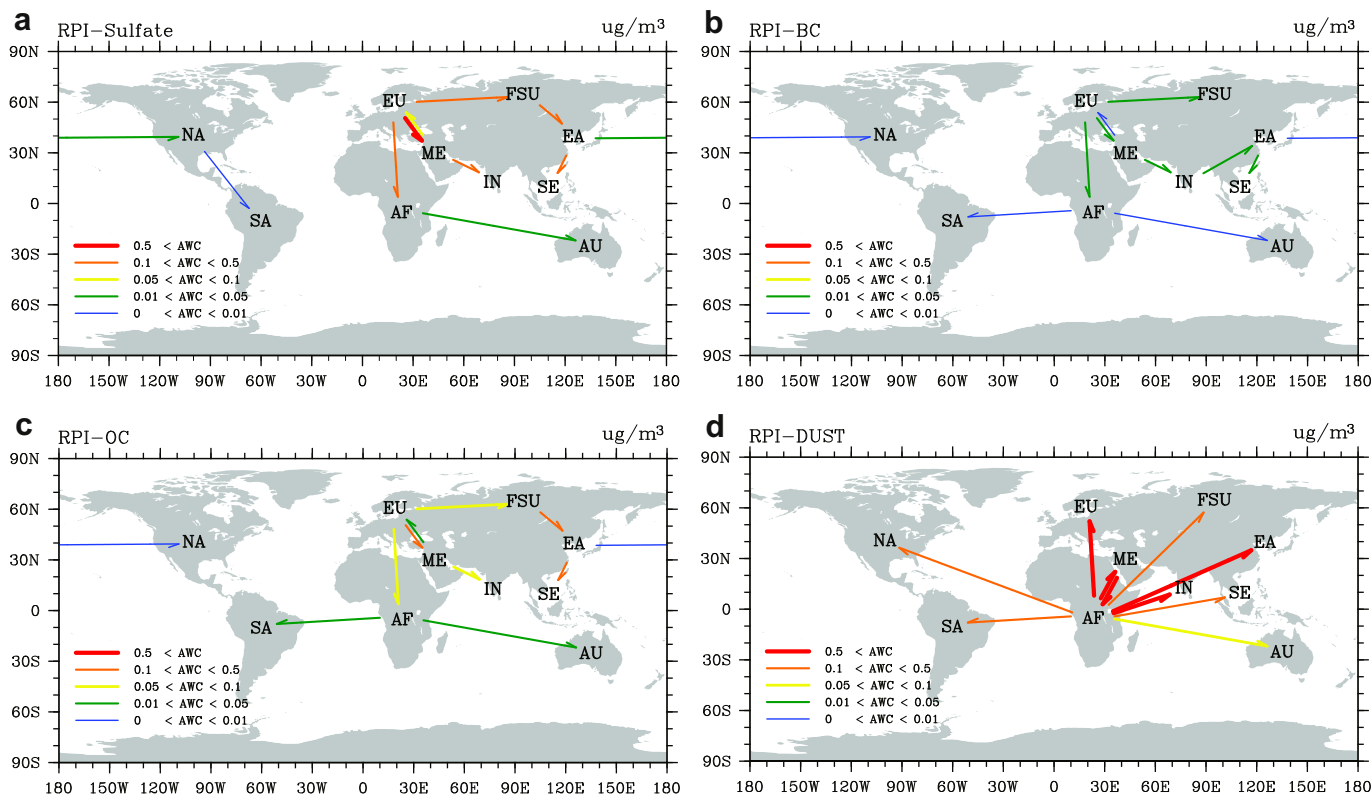 a
RPI-Sulfate
ug/m³
90N
60N
30N
0
30S
60S
90S
EU
FSU
NA
EA
ME
IN
SE
AF
SA
AU
0.5 < AWC
0.1 < AWC < 0.5
0.05 < AWC < 0.1
0.01 < AWC < 0.05
0 < AWC < 0.01
180 150W 120W 90W 60W 30W 0 30E 60E 90E 120E 150E 180
b
RPI-BC
ug/m³
90N
60N
30N
0
30S
60S
90S
EU
FSU
NA
EA
ME
IN
SE
AF
SA
AU
0.5 < AWC
0.1 < AWC < 0.5
0.05 < AWC < 0.1
0.01 < AWC < 0.05
0 < AWC < 0.01
180 150W 120W 90W 60W 30W 0 30E 60E 90E 120E 150E 180
c
RPI-OC
ug/m³
90N
60N
30N
0
30S
60S
90S
EU
FSU
NA
EA
ME
IN
SE
AF
SA
AU
0.5 < AWC
0.1 < AWC < 0.5
0.05 < AWC < 0.1
0.01 < AWC < 0.05
0 < AWC < 0.01
180 150W 120W 90W 60W 30W 0 30E 60E 90E 120E 150E 180
d
RPI-DUST
ug/m³
90N
60N
30N
0
30S
60S
90S
EU
FSU
NA
EA
ME
IN
SE
AF
SA
AU
0.5 < AWC
0.1 < AWC < 0.5
0.05 < AWC < 0.1
0.01 < AWC < 0.05
0 < AWC < 0.01
180 150W 120W 90W 60W 30W 0 30E 60E 90E 120E 150E 180